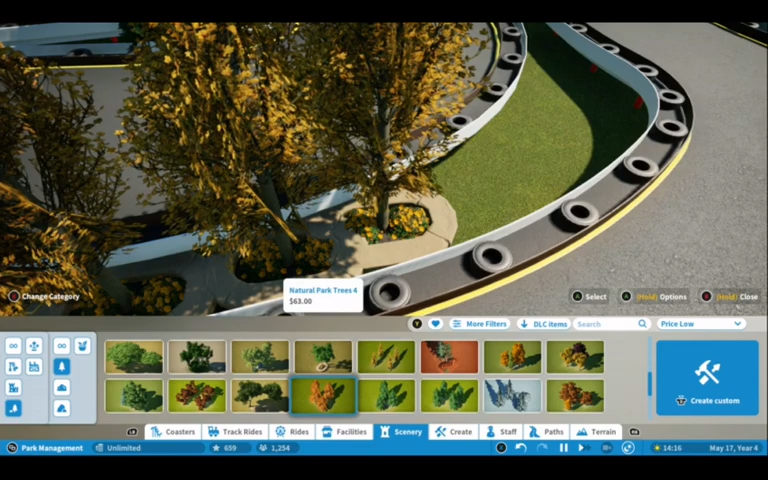 Natural Park Trees 4
$63.00
Change Category
A Select
A (Hold) Options
(Hold) Close
Y
More Filters
DLC items
Search
Price Low
Create custom
LB
Coasters
Track Rides
Rides
Facilities
Scenery
Create
Staff
Paths
Terrain
RB
Park Management
Unlimited
659
1,254
14:16
May 17, Year 4